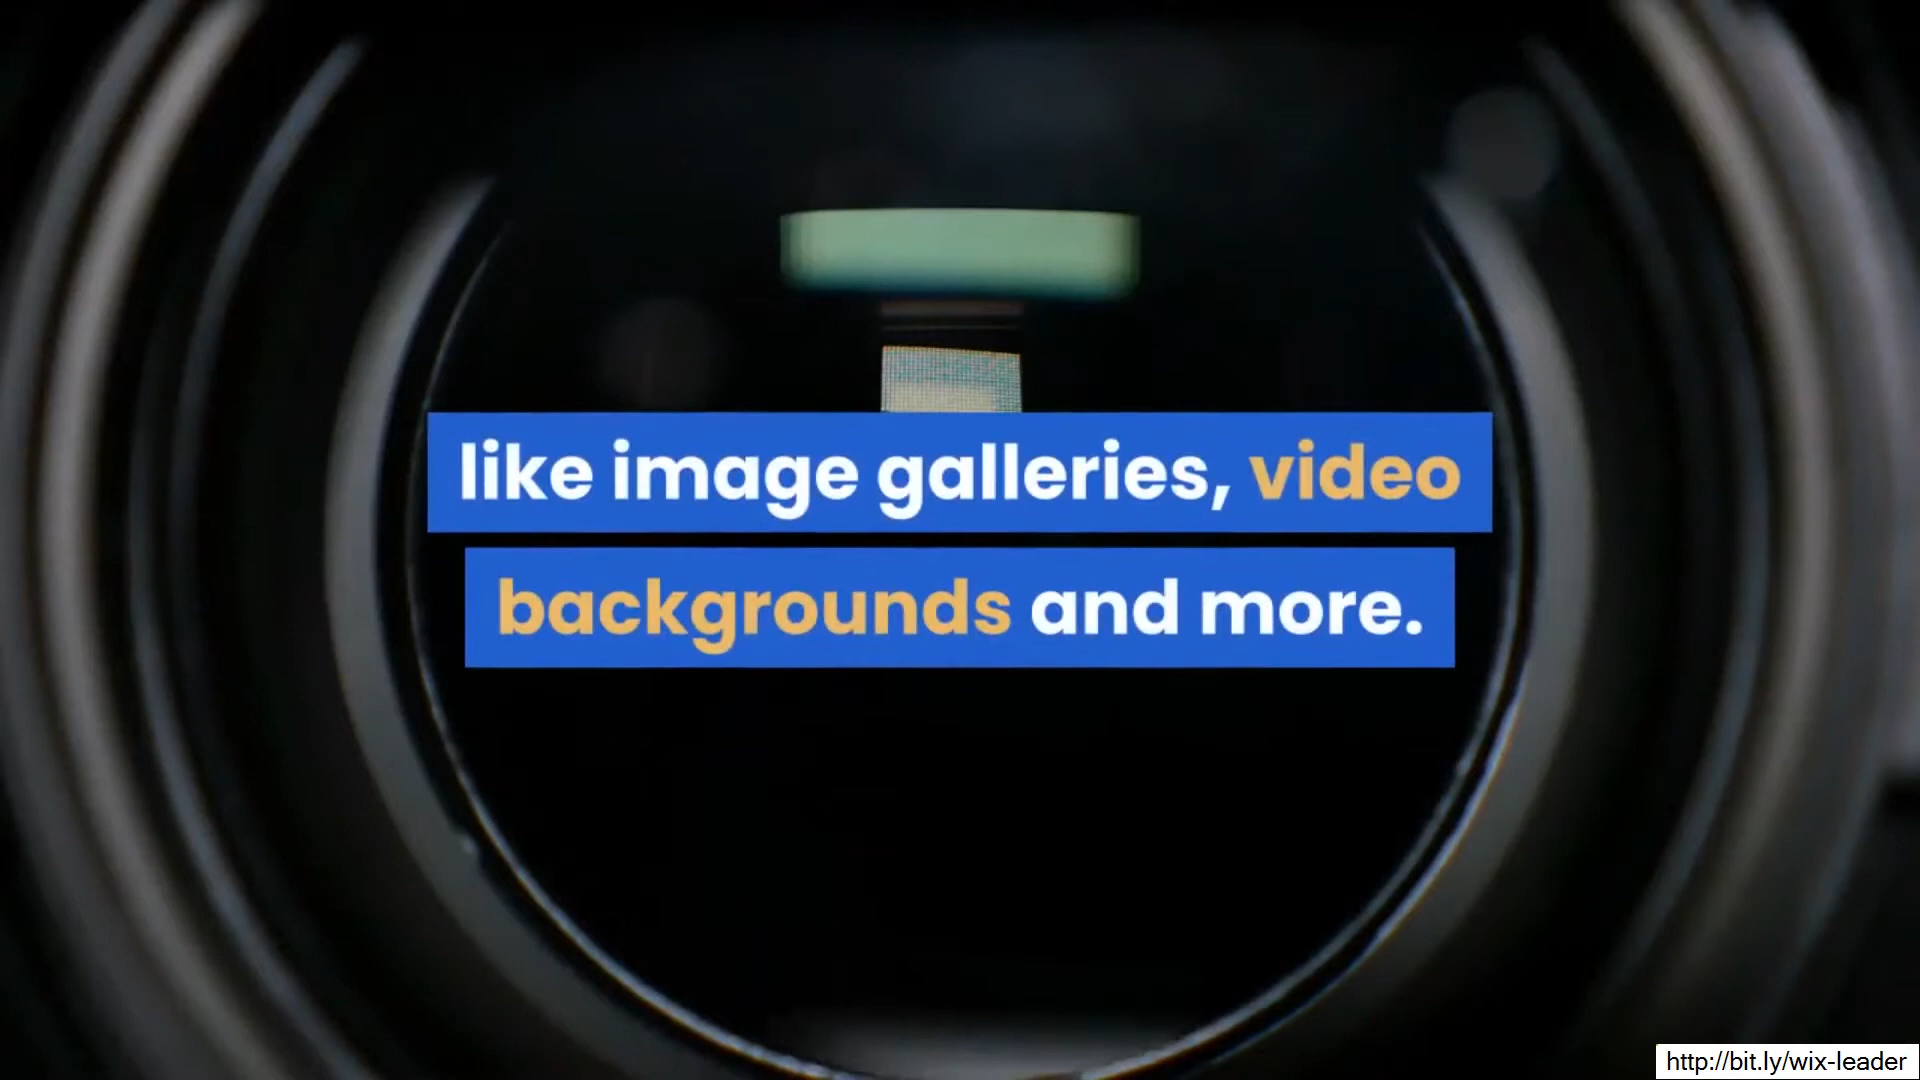 like image galleries, video
backgrounds and more.
http://bit.ly/wix-leader